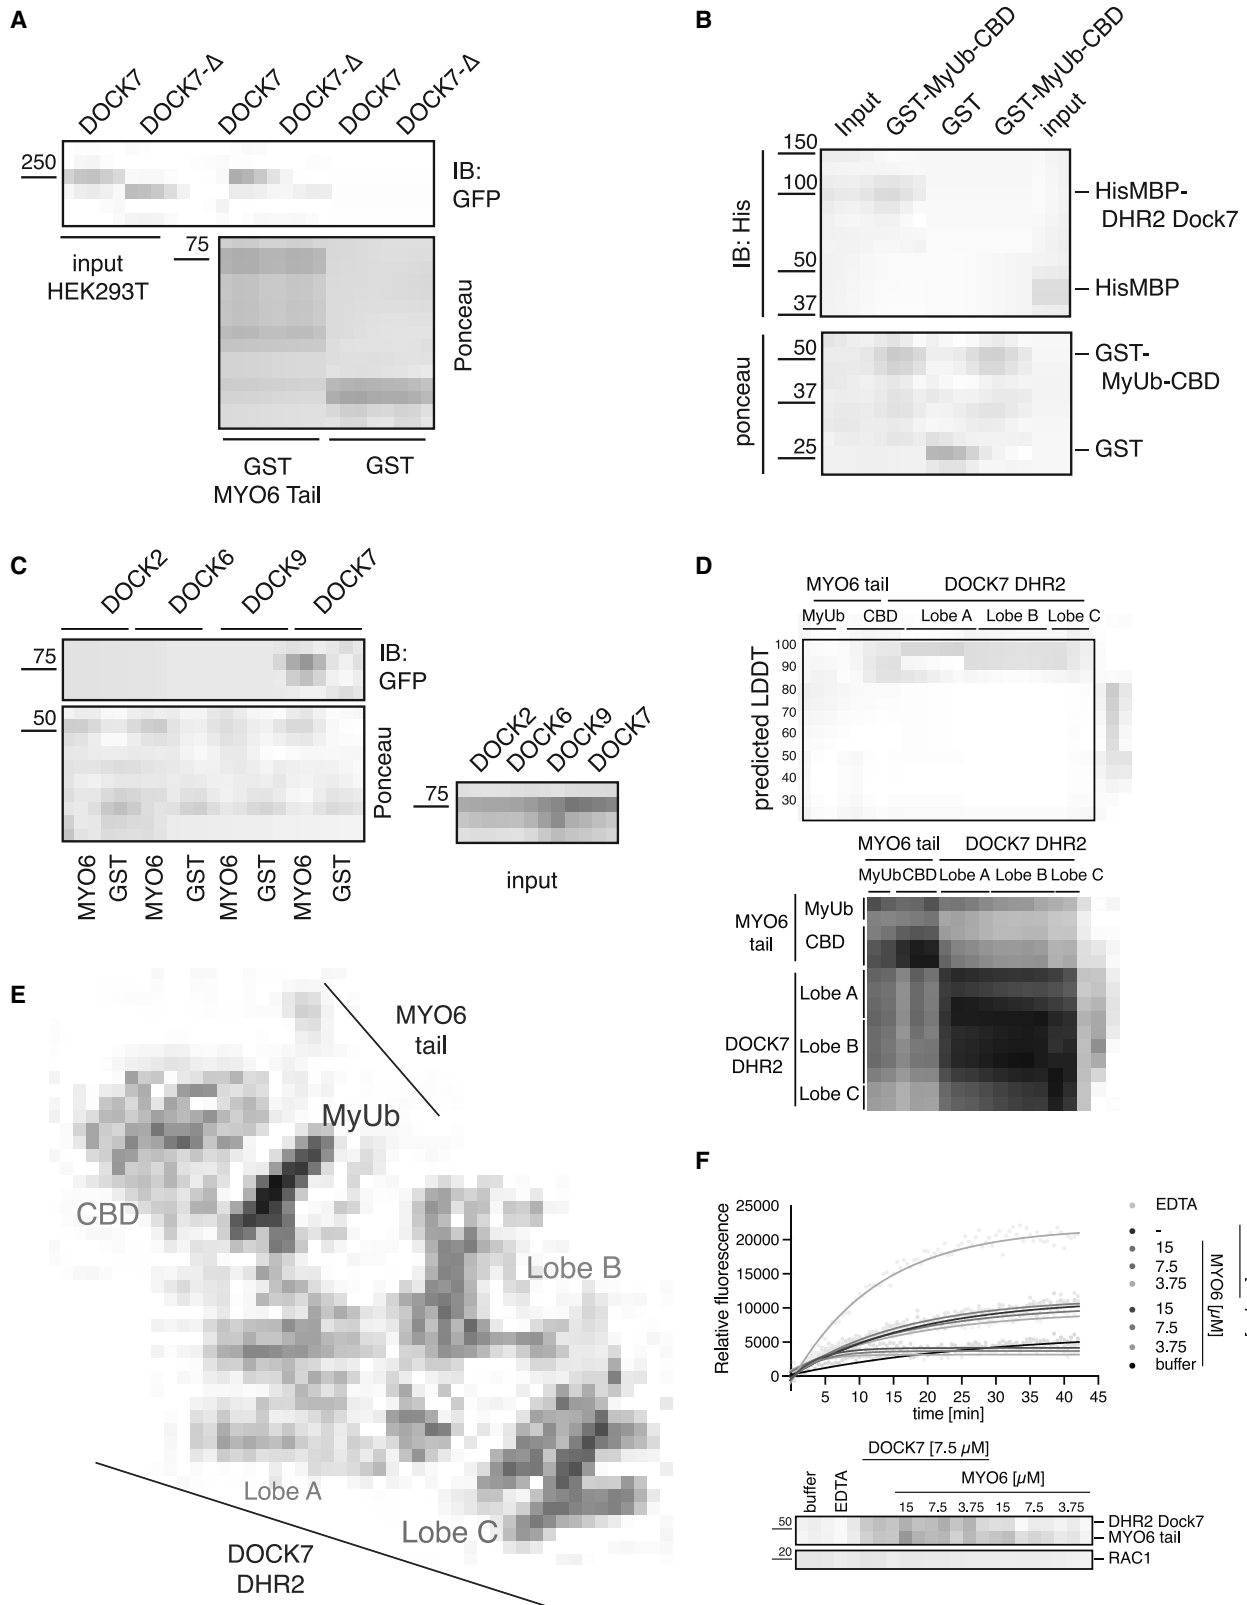 A
DOCK7
DOCK7-Δ
DOCK7
DOCK7-Δ
DOCK7
DOCK7-Δ
250
IB:
GFP
input
HEK293T
75
Ponceau
GST
MYO6 Tail
GST
B
Input
GST-MyUb-CBD
GST
GST-MyUb-CBD
input
IB: His
150
100
50
37
HisMBP-
DHR2 Dock7
HisMBP
ponceau
50
37
25
GST-
MyUb-CBD
GST
C
DOCK2
DOCK6
DOCK9
DOCK7
75
IB:
GFP
50
Ponceau
MYO6
GST
MYO6
GST
MYO6
GST
MYO6
GST
DOCK2
DOCK6
DOCK9
DOCK7
75
input
D
MYO6 tail
DOCK7 DHR2
MyUb
CBD
Lobe A
Lobe B
Lobe C
predicted LDDT
100
90
80
70
60
50
40
30
MYO6 tail
DOCK7 DHR2
MyUb
CBD
Lobe A
Lobe B
Lobe C
MYO6
tail
MyUb
CBD
DOCK7
DHR2
Lobe A
Lobe B
Lobe C
E
MYO6
tail
MyUb
CBD
Lobe B
Lobe A
Lobe C
DOCK7
DHR2
F
Relative fluorescence
25000
20000
15000
10000
5000
0
5
10
15
20
25
30
35
40
45
time [min]
EDTA
-
15
7.5
3.75
15
7.5
3.75
buffer
MYO6 [µM]
DOCK7 [7.5 µM]
buffer
EDTA
MYO6 [µM]
15
7.5
3.75
15
7.5
3.75
50
DHR2 Dock7
MYO6 tail
20
RAC1